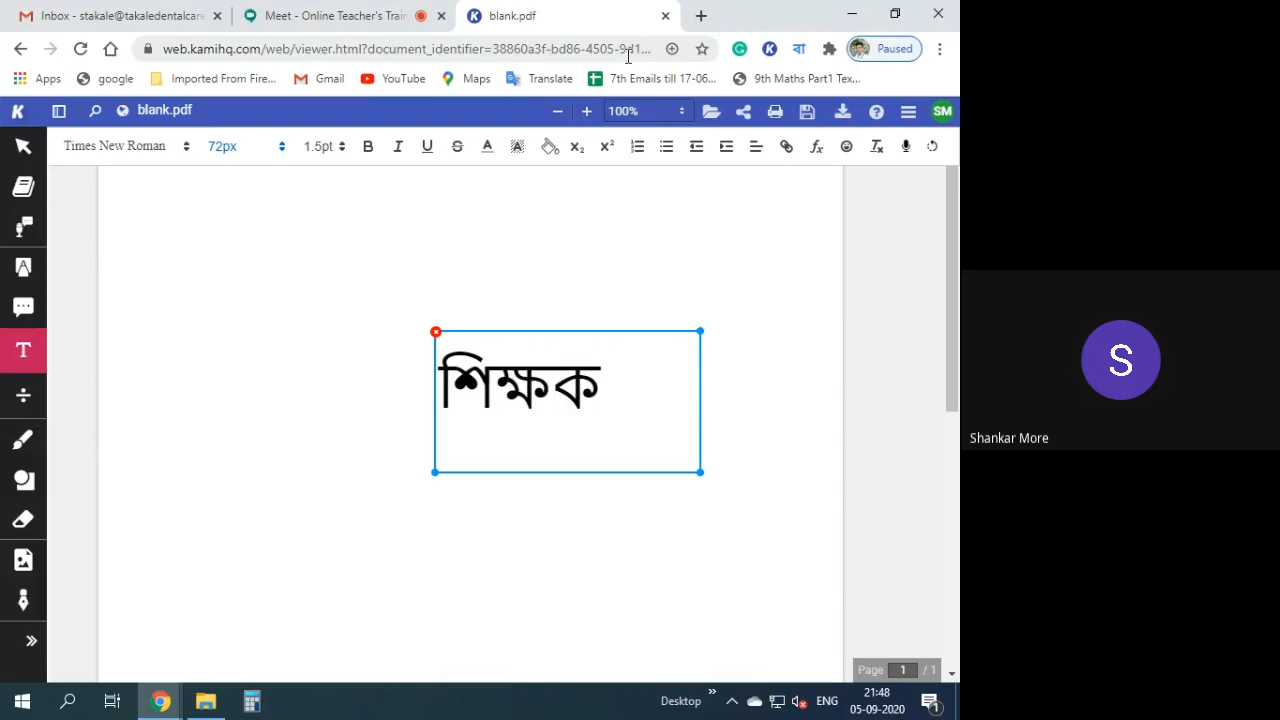 Inbox - stakale@takaledentalcare
Meet - Online Teacher's Train
blank.pdf
web.kamihq.com/web/viewer.html?document_identifier=38860a3f-bd86-4505-9d1...
Paused
Apps
google
Imported From Fire...
Gmail
YouTube
Maps
Translate
7th Emails till 17-06...
9th Maths Part1 Tex...
K
blank.pdf
100%
SM
Times New Roman
72px
1.5pt
শিক্ষক
S
Shankar More
Page 1 / 1
Desktop
ENG
21:48
05-09-2020